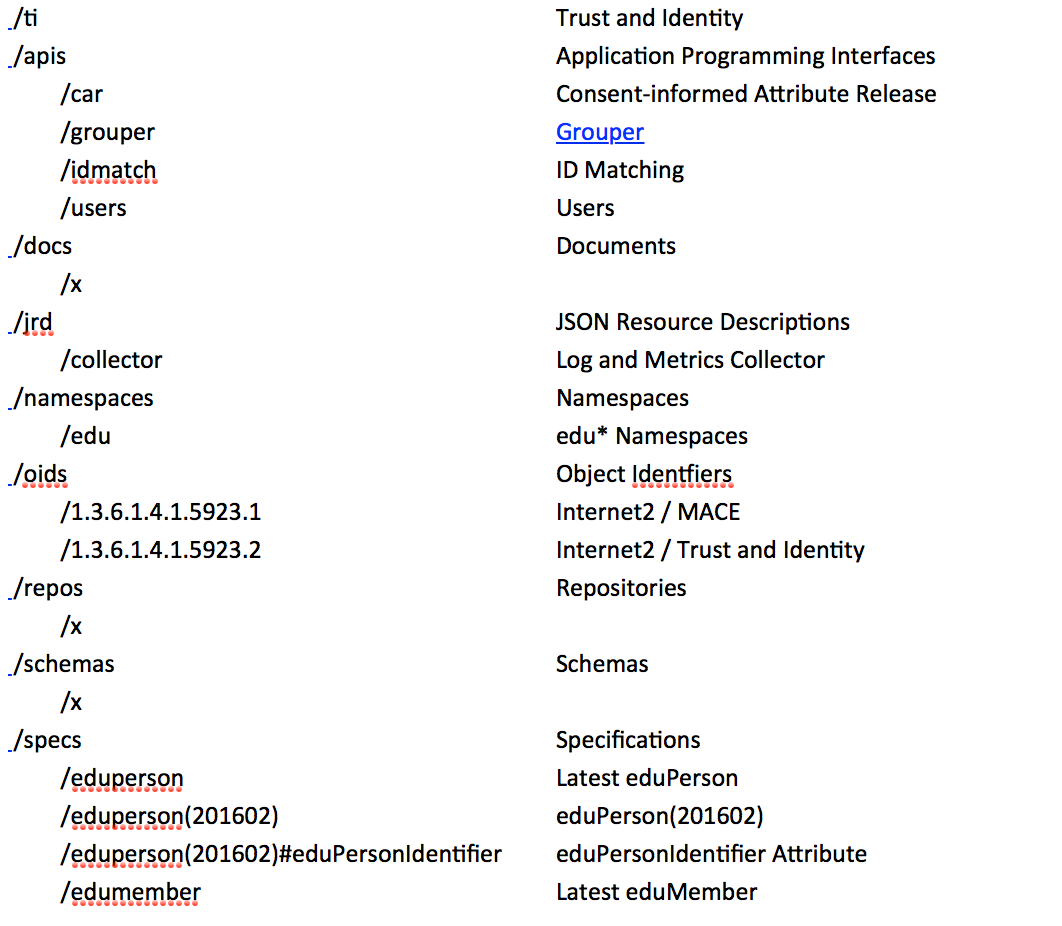 /ti Trust and Identity
/apis Application Programming Interfaces
/car Consent-informed Attribute Release
/grouper Grouper
/idmatch ID Matching
/users Users
/docs Documents
/x
/jrd JSON Resource Descriptions
/collector Log and Metrics Collector
/namespaces Namespaces
/edu edu* Namespaces
/oids Object Identfiers
/1.3.6.1.4.1.5923.1 Internet2 / MACE
/1.3.6.1.4.1.5923.2 Internet2 / Trust and Identity
/repos Repositories
/x
/schemas Schemas
/x
/specs Specifications
/eduperson Latest eduPerson
/eduperson(201602) eduPerson(201602)
/eduperson(201602)#eduPersonIdentifier eduPersonIdentifier Attribute
/edumember Latest eduMember